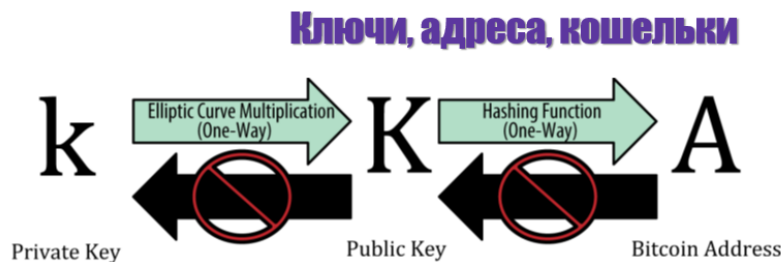 Ключи, адреса, кошельки
Elliptic Curve Multiplication
(One-Way)
Hashing Function
(One-Way)
k
K
A
Private Key
Public Key
Bitcoin Address